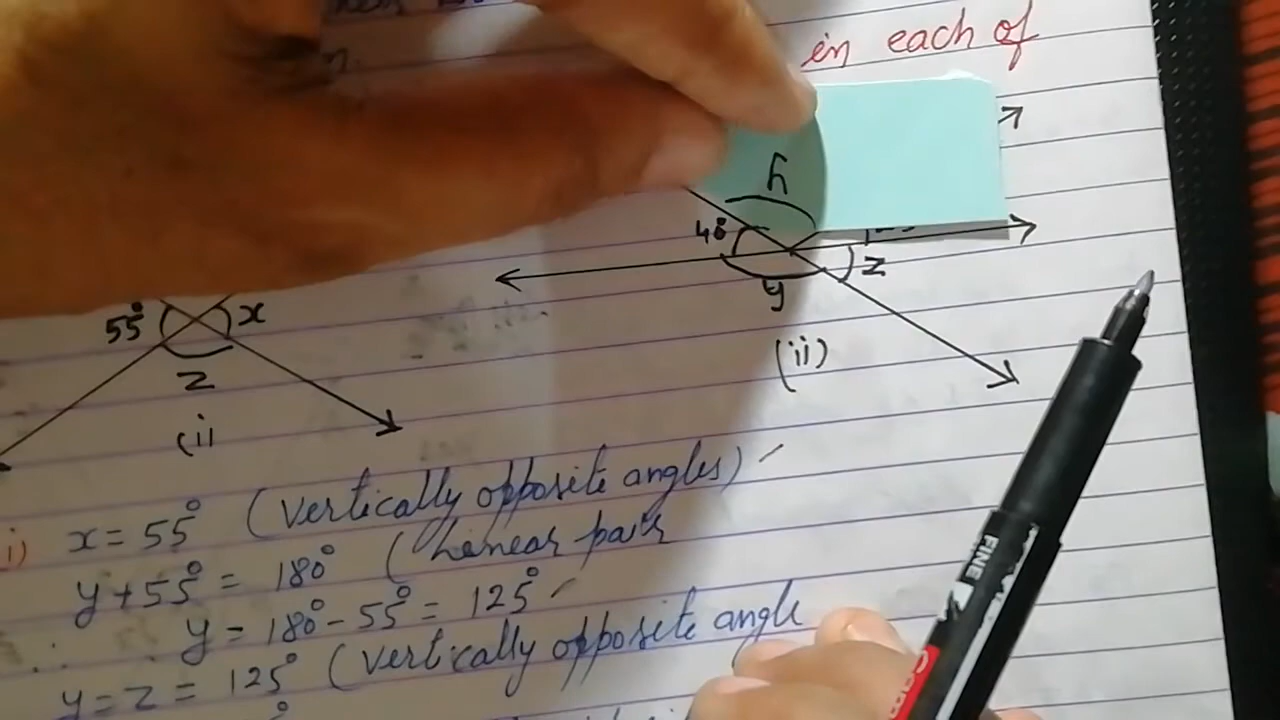 in each of
h
40°
z
y
(ii)
55°
x
z
(i)
i) x = 55° (Vertically opposite angles)
y + 55° = 180° (Lenear pair
∴ y = 180° - 55° = 125°
y = z = 125° (Vertically opposite angle
FINE